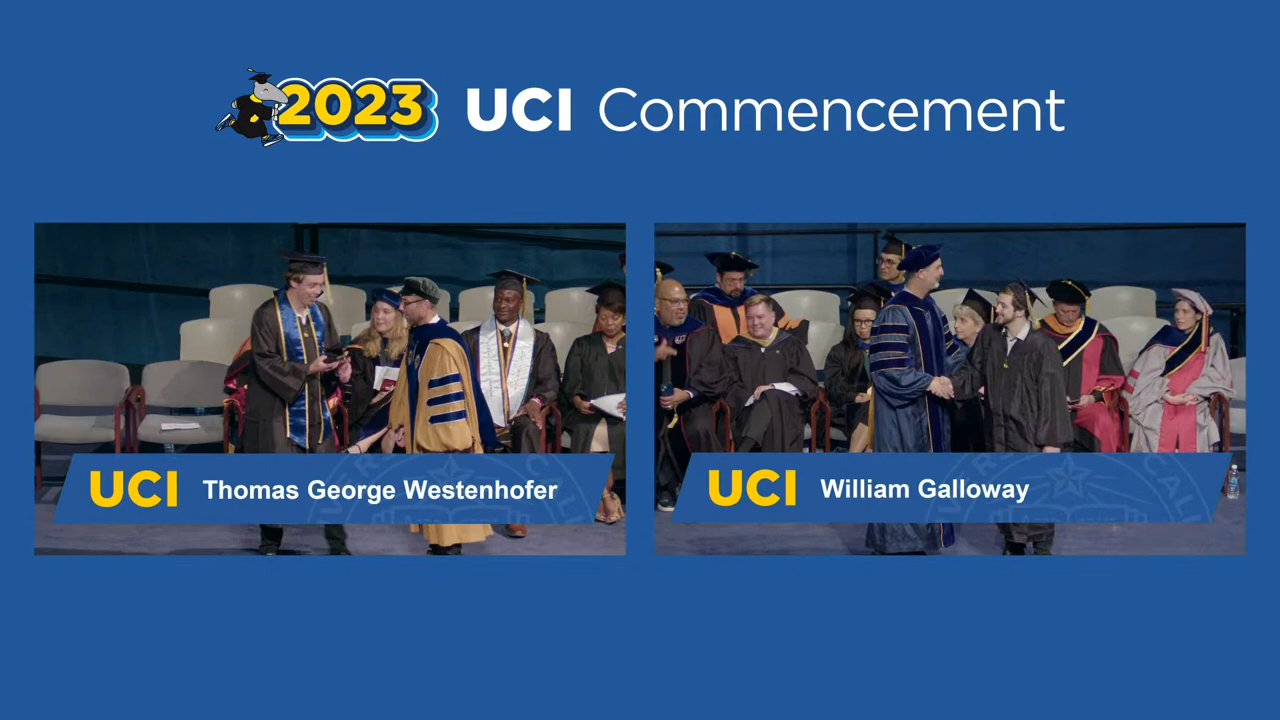 2023 UCI Commencement
UCI Thomas George Westenhofer
UCI William Galloway